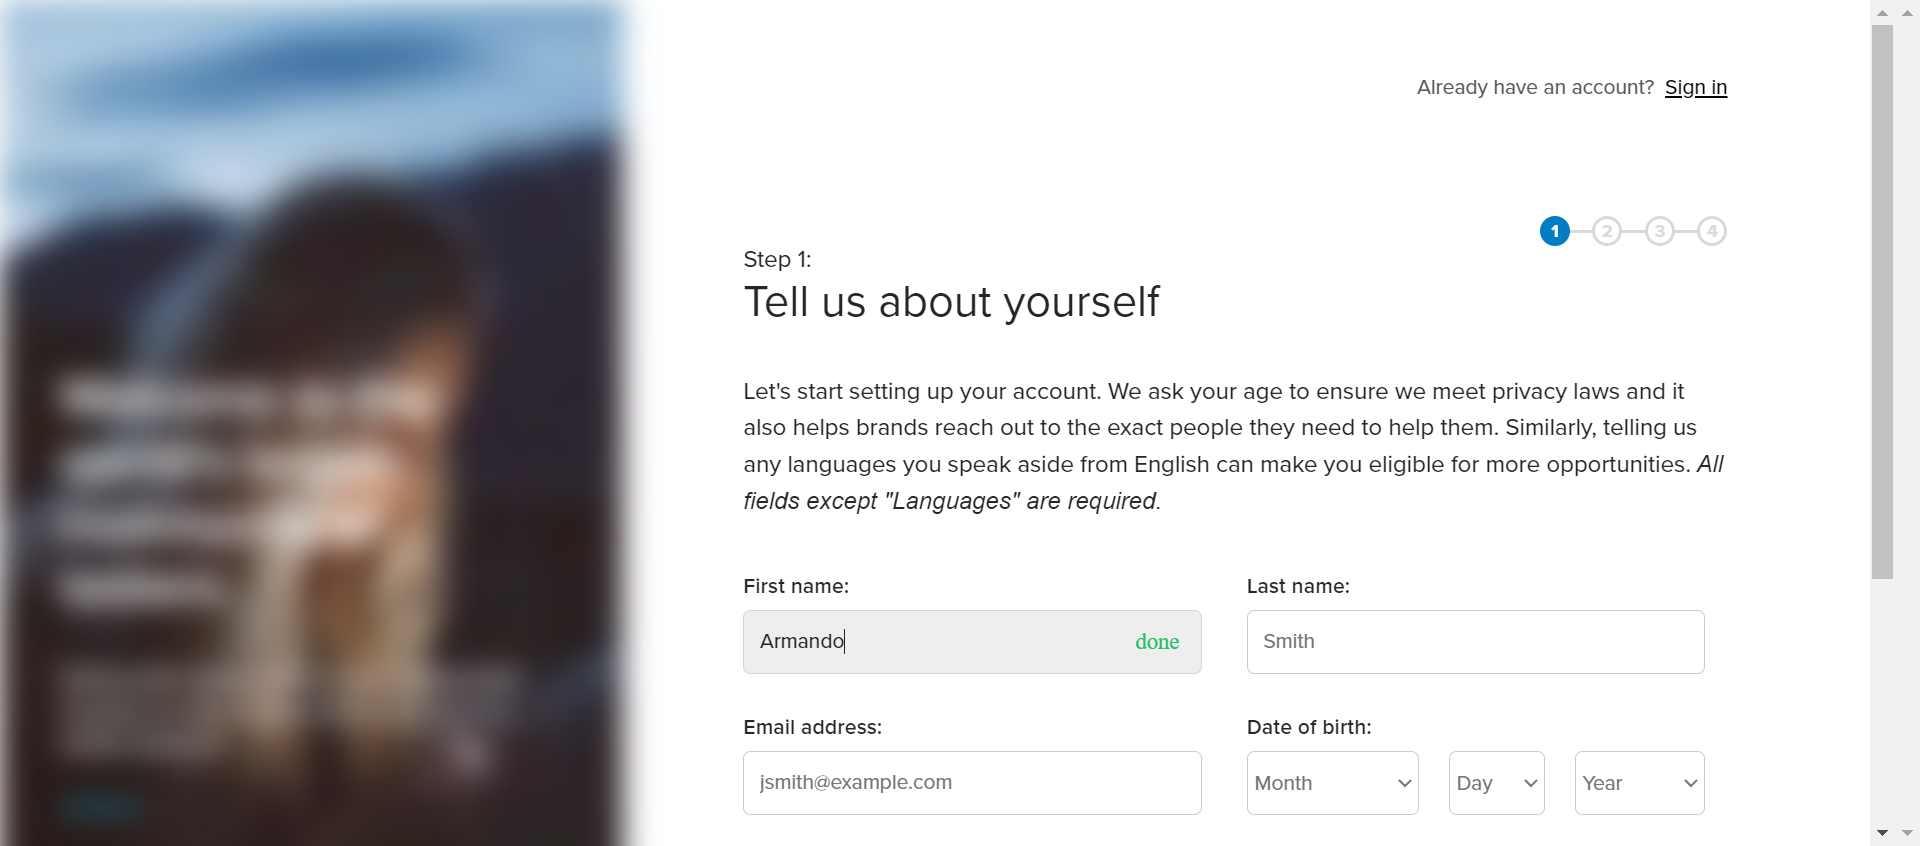 Already have an account? Sign in
1 2 3 4
Step 1:
Tell us about yourself
Let's start setting up your account. We ask your age to ensure we meet privacy laws and it
also helps brands reach out to the exact people they need to help them. Similarly, telling us
any languages you speak aside from English can make you eligible for more opportunities. All
fields except "Languages" are required.
First name: Last name:
Armando done Smith
Email address: Date of birth:
jsmith@example.com Month Day Year